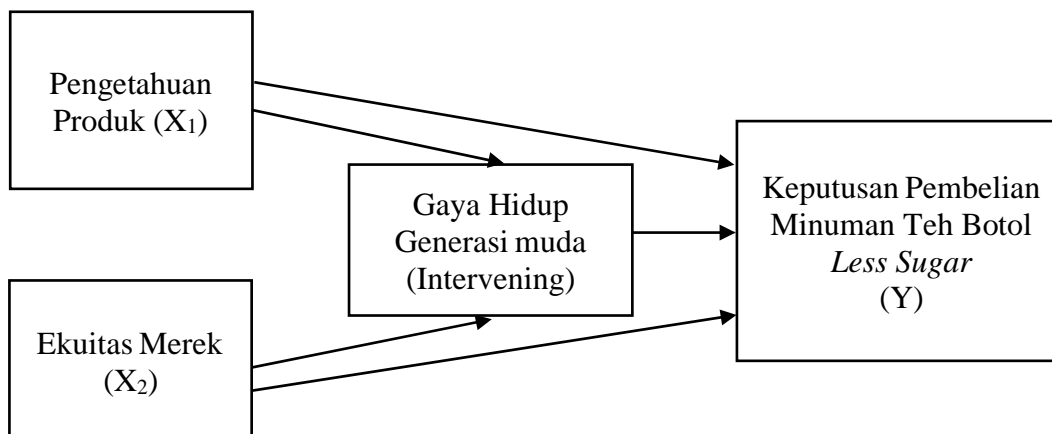 Pengetahuan
Produk (X₁)
Gaya Hidup
Generasi muda
(Intervening)
Keputusan Pembelian
Minuman Teh Botol
Less Sugar
(Y)
Ekuitas Merek
(X₂)